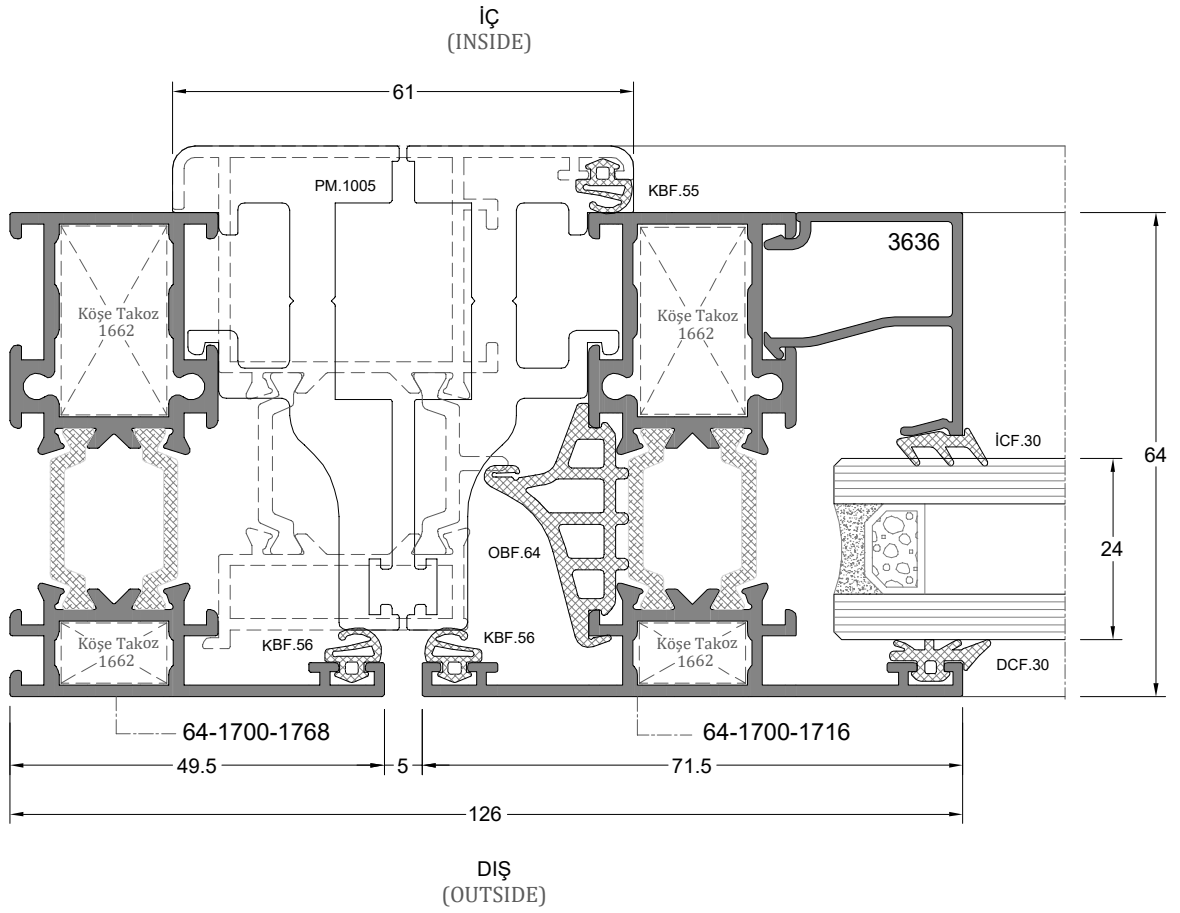 İÇ
(INSIDE)
61
PM.1005
KBF.55
3636
Köşe Takoz
1662
Köşe Takoz
1662
İCF.30
64
24
OBF.64
KBF.56
KBF.56
Köşe Takoz
1662
Köşe Takoz
1662
DCF.30
64-1700-1768
64-1700-1716
49.5
5
71.5
126
DIŞ
(OUTSIDE)